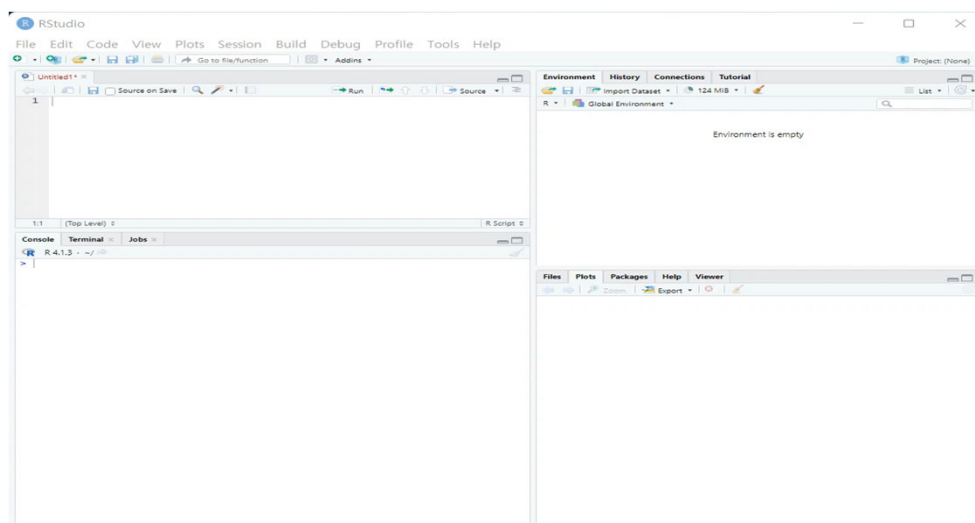 R RStudio
File Edit Code View Plots Session Build Debug Profile Tools Help
Go to file/function Addins Project: (None)
Untitled1*
Source on Save Run Source
1
1:1 (Top Level) R Script
Console Terminal Jobs
R R 4.1.3 · ~/
>
Environment History Connections Tutorial
Import Dataset 124 MiB List
R Global Environment
Environment is empty
Files Plots Packages Help Viewer
Zoom Export